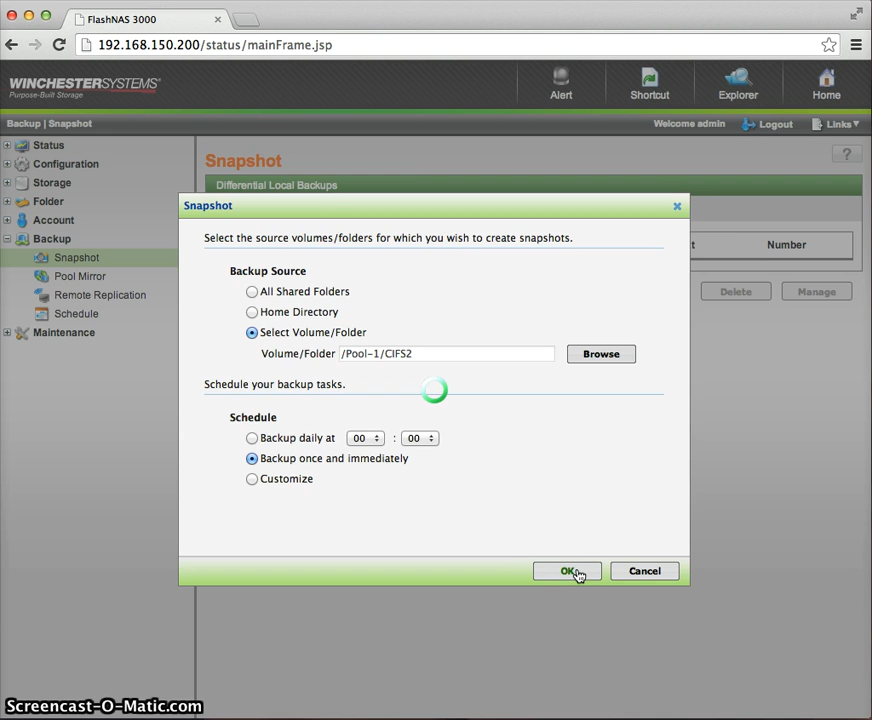 FlashNAS 3000
192.168.150.200/status/mainFrame.jsp
WINCHESTERSYSTEMS®
Purpose-Built Storage
Alert
Shortcut
Explorer
Home
Backup | Snapshot
Welcome admin
Logout
Links
Status
Configuration
Storage
Folder
Account
Backup
Snapshot
Pool Mirror
Remote Replication
Schedule
Maintenance
Snapshot
?
Differential Local Backups
Number
Delete
Manage
Snapshot
Select the source volumes/folders for which you wish to create snapshots.
Backup Source
All Shared Folders
Home Directory
Select Volume/Folder
Volume/Folder /Pool-1/CIFS2 Browse
Schedule your backup tasks.
Schedule
Backup daily at 00 : 00
Backup once and immediately
Customize
OK Cancel
Screencast-O-Matic.com